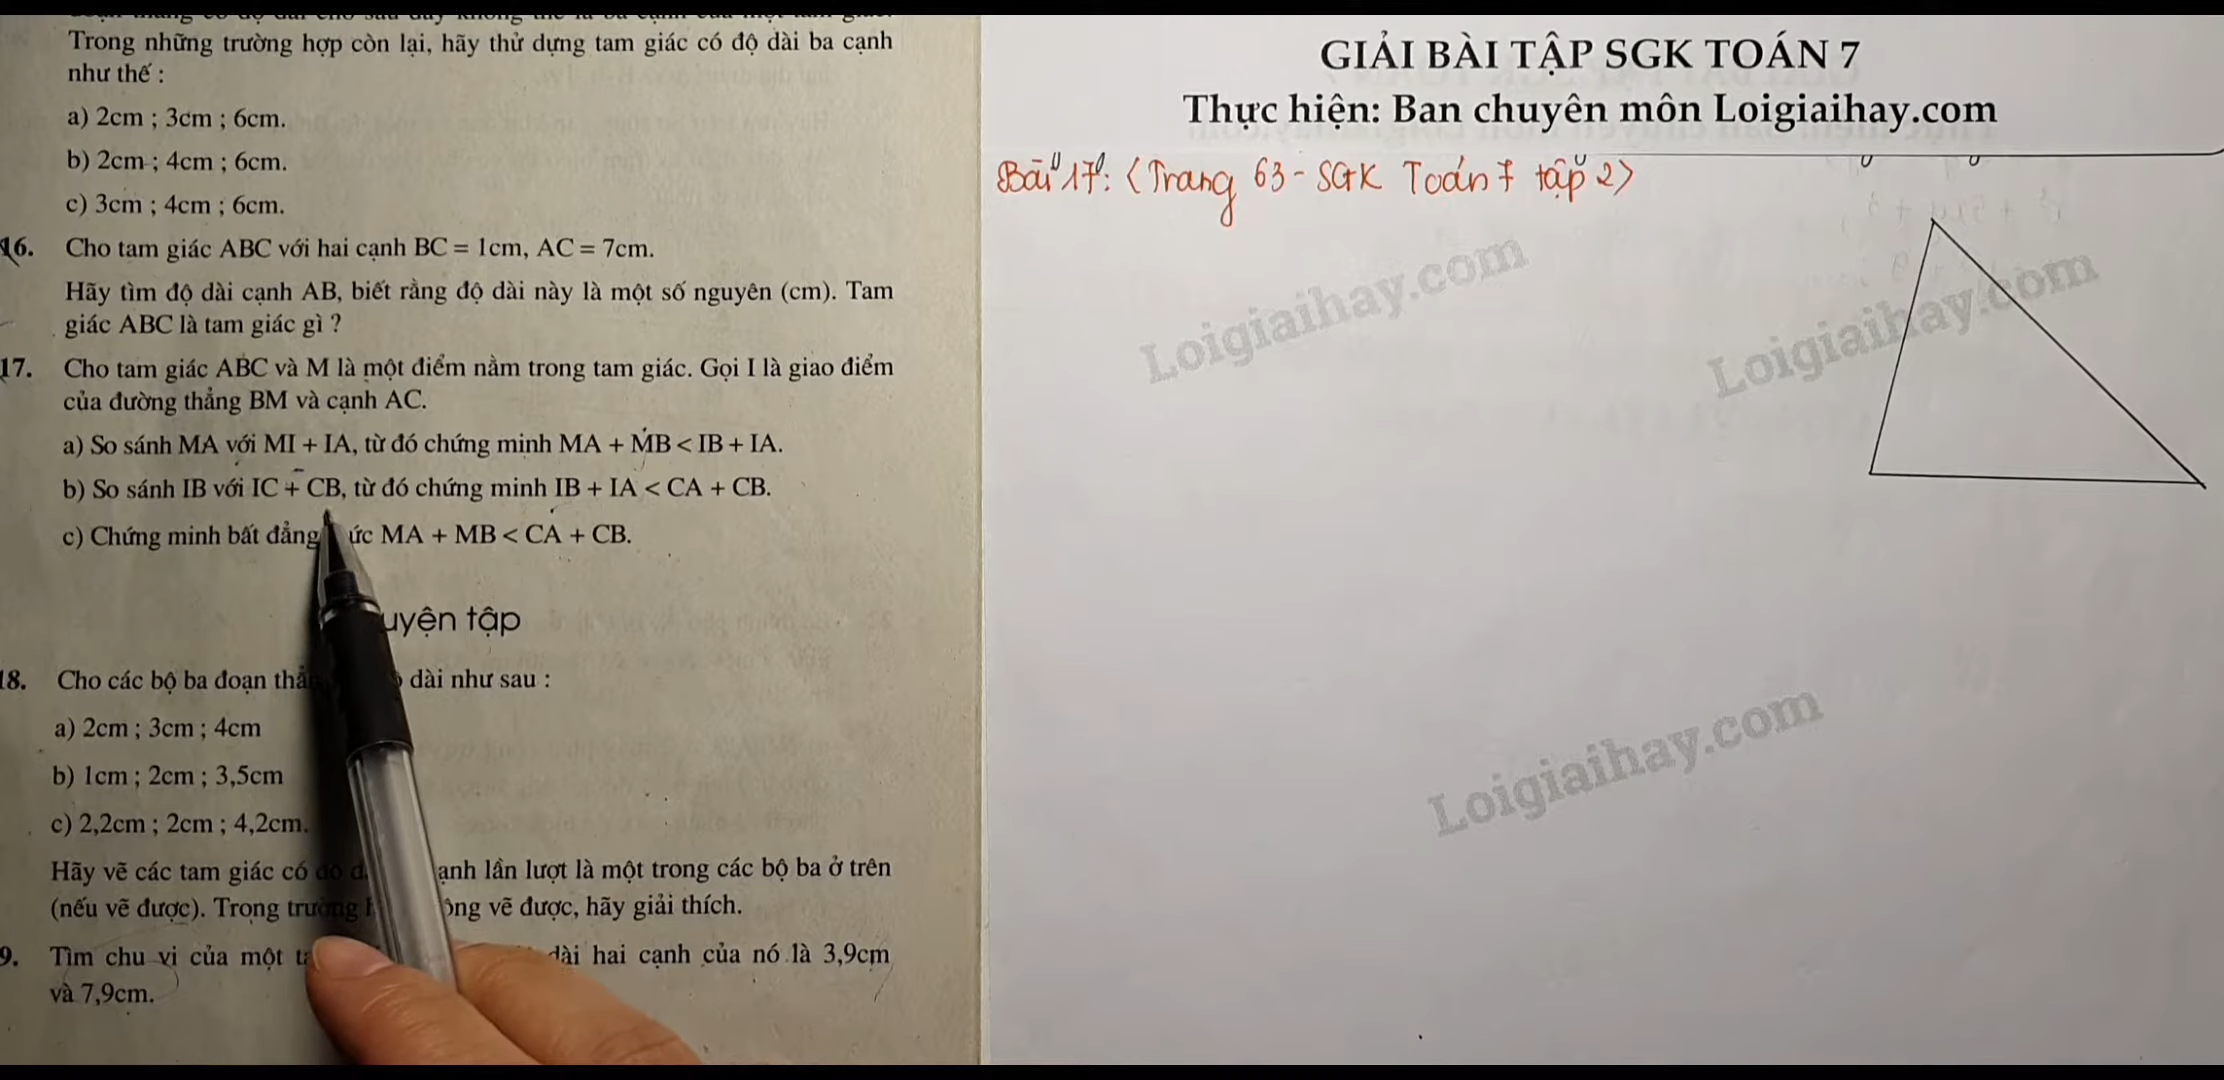 Trong những trường hợp còn lại, hãy thử dựng tam giác có độ dài ba cạnh
như thế :
a) 2cm ; 3cm ; 6cm.
b) 2cm ; 4cm ; 6cm.
c) 3cm ; 4cm ; 6cm.
16. Cho tam giác ABC với hai cạnh BC = 1cm, AC = 7cm.
Hãy tìm độ dài cạnh AB, biết rằng độ dài này là một số nguyên (cm). Tam
giác ABC là tam giác gì ?
17. Cho tam giác ABC và M là một điểm nằm trong tam giác. Gọi I là giao điểm
của đường thẳng BM và cạnh AC.
a) So sánh MA với MI + IA, từ đó chứng minh MA + MB < IB + IA.
b) So sánh IB với IC + CB, từ đó chứng minh IB + IA < CA + CB.
c) Chứng minh bất đẳng ức MA + MB < CA + CB.
uyện tập
18. Cho các bộ ba đoạn dài như sau :
a) 2cm ; 3cm ; 4cm
b) 1cm ; 2cm ; 3,5cm
c) 2,2cm ; 2cm ; 4,2cm.
Hãy vẽ các tam giác có ạnh lần lượt là một trong các bộ ba ở trên
(nếu vẽ được). Trong trường ông vẽ được, hãy giải thích.
9. Tìm chu vi của một dài hai cạnh của nó là 3,9cm
và 7,9cm.
GIẢI BÀI TẬP SGK TOÁN 7
Thực hiện: Ban chuyên môn Loigiaihay.com
Bài 17: (Trang 63 - SGK Toán 7 tập 2)
Loigiaihay.com
Loigiaihay.com
Loigiaihay.com